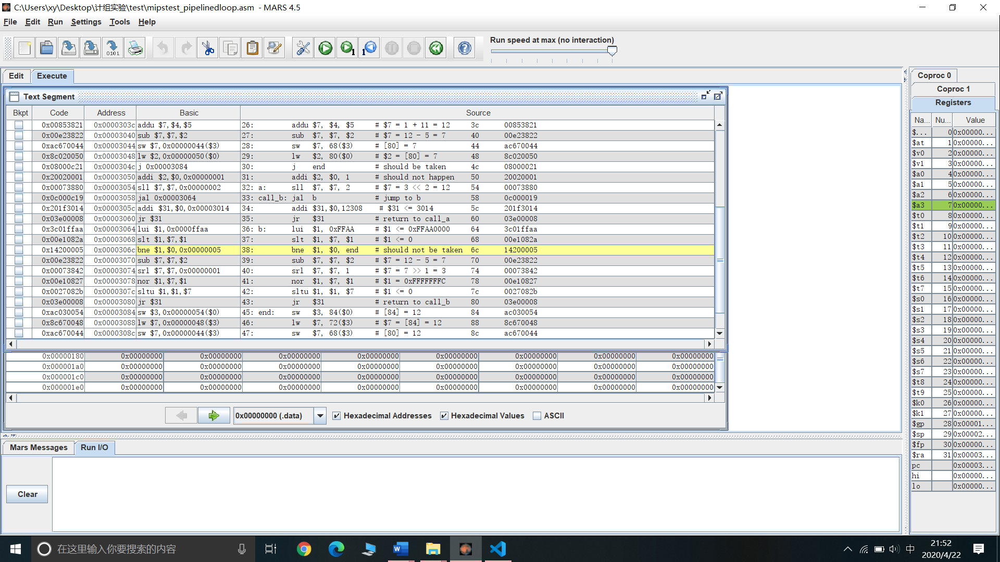 C:\Users\xy\Desktop\计组实验\test\mipstest_pipelinedloop.asm - MARS 4.5
File Edit Run Settings Tools Help
Run speed at max (no interaction)
Edit Execute
Text Segment
Bkpt Code Address Basic Source
0x00853821 0x0000303c addu $7,$4,$5 26: addu $7, $4, $5 # $7 = 1 + 11 = 12 3c 00853821
0x00e23822 0x00003040 sub $7,$7,$2 27: sub $7, $7, $2 # $7 = 12 - 5 = 7 40 00e23822
0xac670044 0x00003044 sw $7,0x00000044($3) 28: sw $7, 68($3) # [80] = 7 44 ac670044
0x8c020050 0x00003048 lw $2,0x00000050($0) 29: lw $2, 80($0) # $2 = [80] = 7 48 8c020050
0x08000c21 0x0000304c j 0x00003084 30: j end # should be taken 4c 08000021
0x20020001 0x00003050 addi $2,$0,0x00000001 31: addi $2, $0, 1 # should not happen 50 20020001
0x00073880 0x00003054 sll $7,$7,0x00000002 32: a: sll $7, $7, 2 # $7 = 3 << 2 = 12 54 00073880
0x0c000c19 0x00003058 jal 0x00003064 33: call_b: jal b # jump to b 58 0c000019
0x201f3014 0x0000305c addi $31,$0,0x00003014 34: addi $31,$0,12308 # $31 <= 3014 5c 201f3014
0x03e00008 0x00003060 jr $31 35: jr $31 # return to call_a 60 03e00008
0x3c01ffaa 0x00003064 lui $1,0x0000ffaa 36: b: lui $1, 0xFFAA # $1 <= 0xFFAA0000 64 3c01ffaa
0x00e1082a 0x00003068 slt $1,$7,$1 37: slt $1, $7, $1 # $1 <= 0 68 00e1082a
0x14200005 0x0000306c bne $1,$0,0x00000005 38: bne $1, $0, end # should not be taken 6c 14200005
0x00e23822 0x00003070 sub $7,$7,$2 39: sub $7, $7, $2 # $7 = 12 - 5 = 7 70 00e23822
0x00073842 0x00003074 srl $7,$7,0x00000001 40: srl $7, $7, 1 # $7 = 7 >> 1 = 3 74 00073842
0x00e10827 0x00003078 nor $1,$7,$1 41: nor $1, $7, $1 # $1 = 0xFFFFFFFC 78 00e10827
0x0027082b 0x0000307c sltu $1,$1,$7 42: sltu $1, $1, $7 # $1 <= 0 7c 0027082b
0x03e00008 0x00003080 jr $31 43: jr $31 # return to call_b 80 03e00008
0xac030054 0x00003084 sw $3,0x00000054($0) 45: end: sw $3, 84($0) # [84] = 12 84 ac030054
0x8c670048 0x00003088 lw $7,0x00000048($3) 46: lw $7, 72($3) # $7 = [84] = 12 88 8c670048
0xac670044 0x0000308c sw $7,0x00000044($3) 47: sw $7, 68($3) # [80] = 12 8c ac670044
0x00000180 0x00000000 0x00000000 0x00000000 0x00000000 0x00000000 0x00000000 0x00000000 0x00000000
0x000001a0 0x00000000 0x00000000 0x00000000 0x00000000 0x00000000 0x00000000 0x00000000 0x00000000
0x000001c0 0x00000000 0x00000000 0x00000000 0x00000000 0x00000000 0x00000000 0x00000000 0x00000000
0x000001e0 0x00000000 0x00000000 0x00000000 0x00000000 0x00000000 0x00000000 0x00000000 0x00000000
0x00000000 (.data) Hexadecimal Addresses Hexadecimal Values ASCII
Mars Messages Run I/O
Clear
Coproc 0
Coproc 1
Registers
Na... Nu... Value
$... 0 0x00000...
$at 1 0x00000...
$v0 2 0x00000...
$v1 3 0x00000...
$a0 4 0x00000...
$a1 5 0x00000...
$a2 6 0x00000...
$a3 7 0x00000...
$t0 8 0x00000...
$t1 9 0x00000...
$t2 10 0x00000...
$t3 11 0x00000...
$t4 12 0x00000...
$t5 13 0x00000...
$t6 14 0x00000...
$t7 15 0x00000...
$s0 16 0x00000...
$s1 17 0x00000...
$s2 18 0x00000...
$s3 19 0x00000...
$s4 20 0x00000...
$s5 21 0x00000...
$s6 22 0x00000...
$s7 23 0x00000...
$t8 24 0x00000...
$t9 25 0x00000...
$k0 26 0x00000...
$k1 27 0x00000...
$gp 28 0x00001...
$sp 29 0x00002...
$fp 30 0x00000...
$ra 31 0x00003...
pc 0x00003...
hi 0x00000...
lo 0x00000...
在这里输入你要搜索的内容
中
21:52
2020/4/22